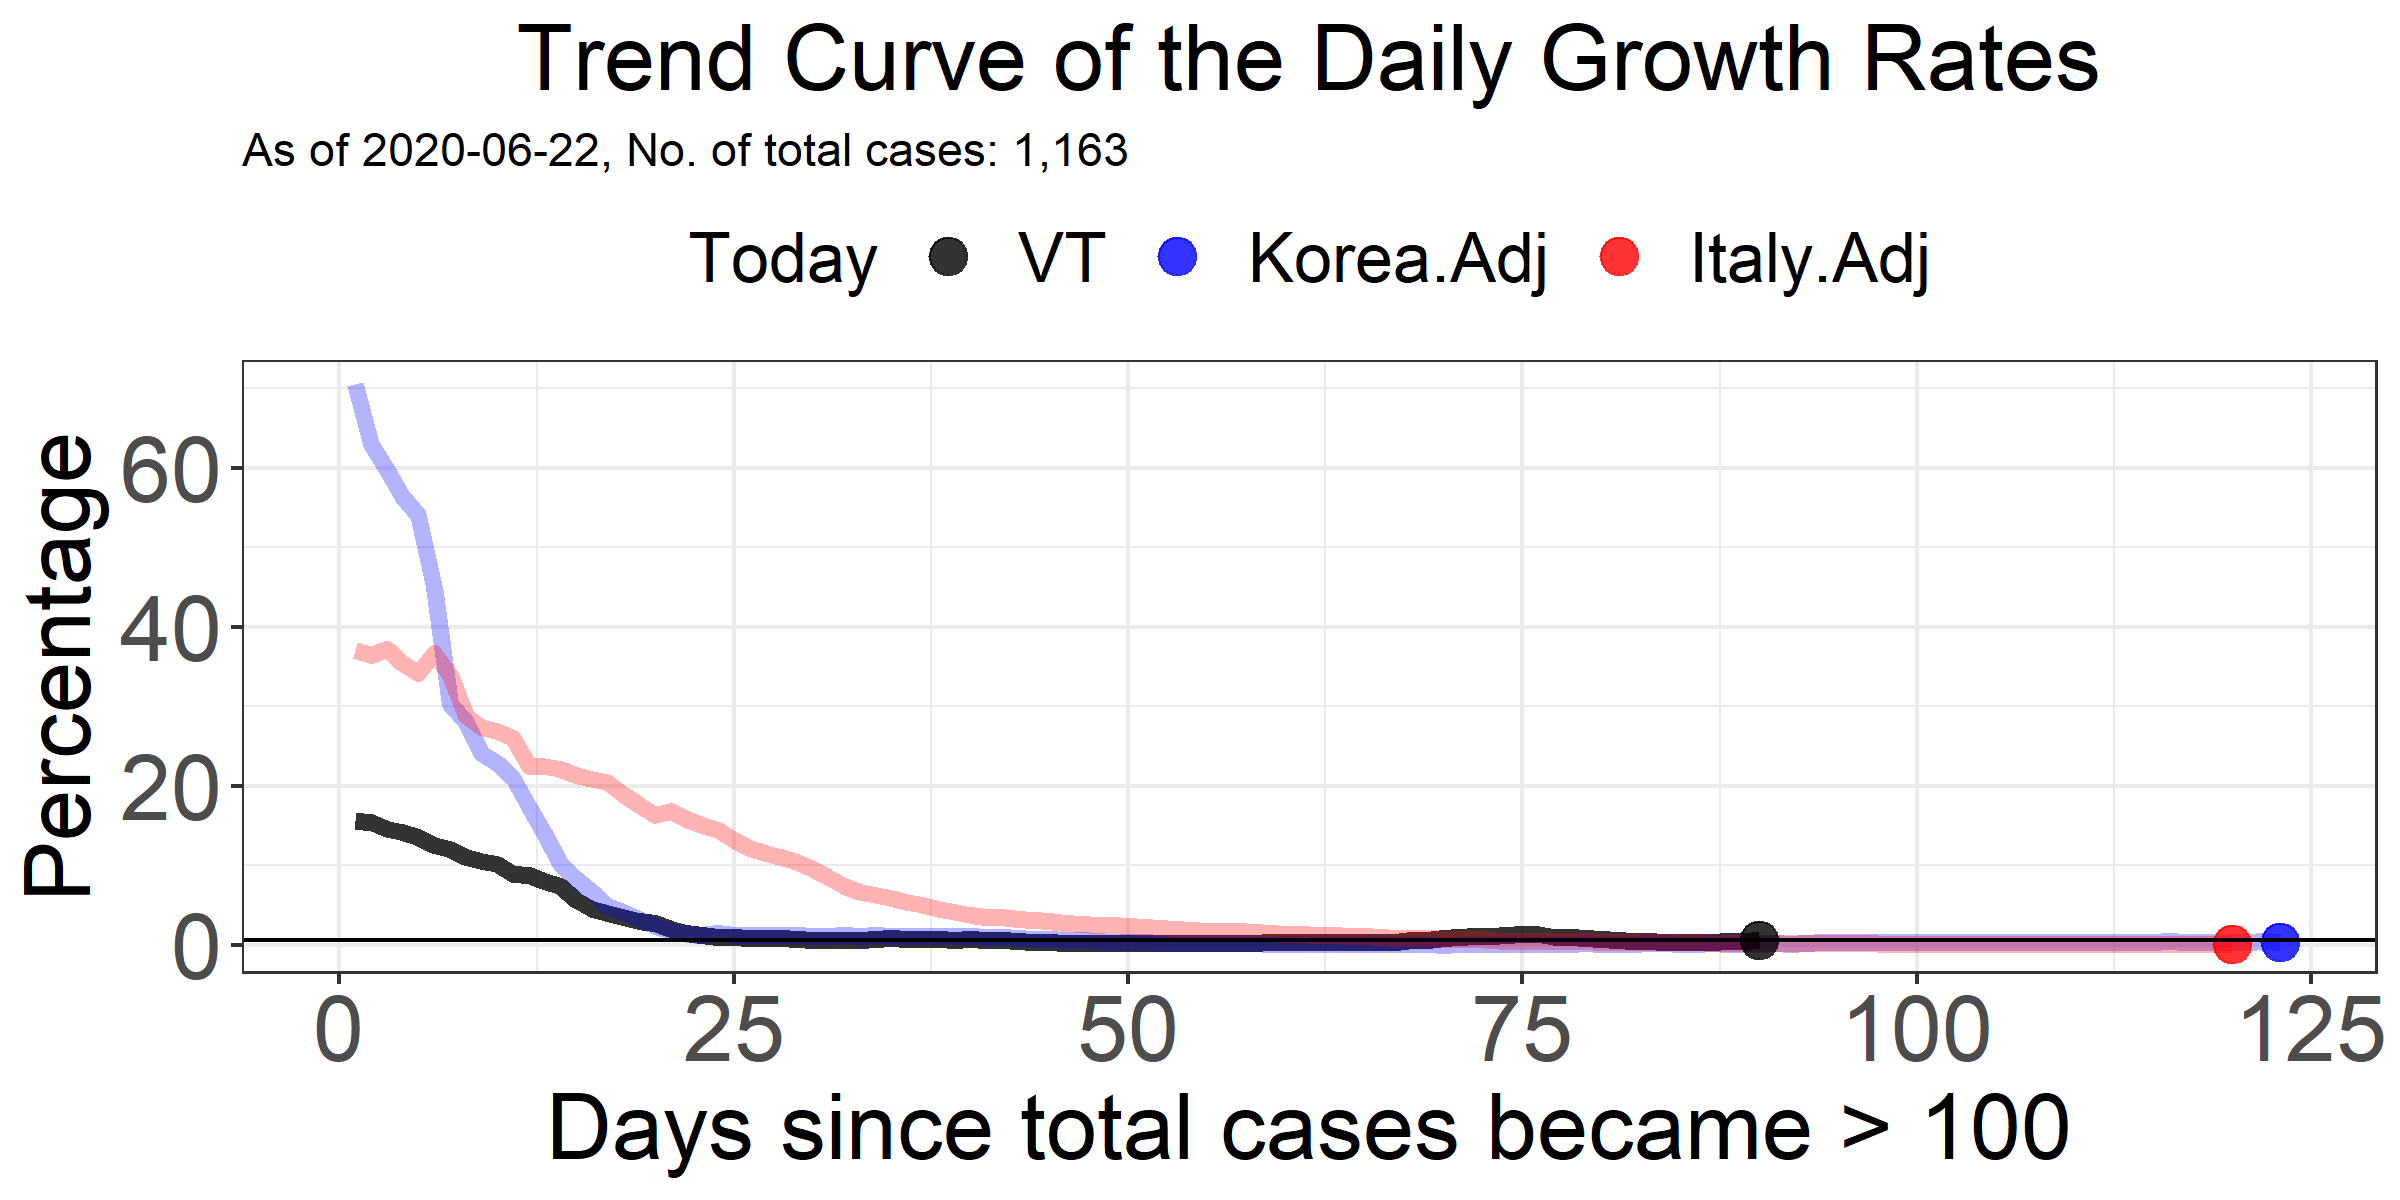 Trend Curve of the Daily Growth Rates
As of 2020-06-22, No. of total cases: 1,163
Today VT Korea.Adj Italy.Adj
Percentage
60
40
20
0
0 25 50 75 100 125
Days since total cases became > 100